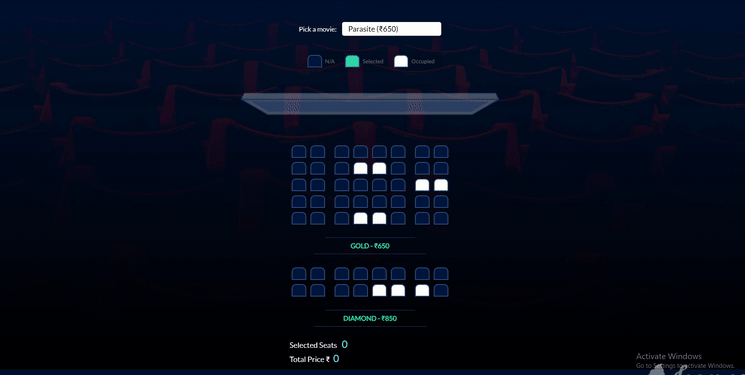 Pick a movie: Parasite (₹650)
N/A Selected Occupied
GOLD - ₹650
DIAMOND - ₹850
Selected Seats 0
Total Price ₹ 0
Activate Windows
Go to Settings to activate Windows.